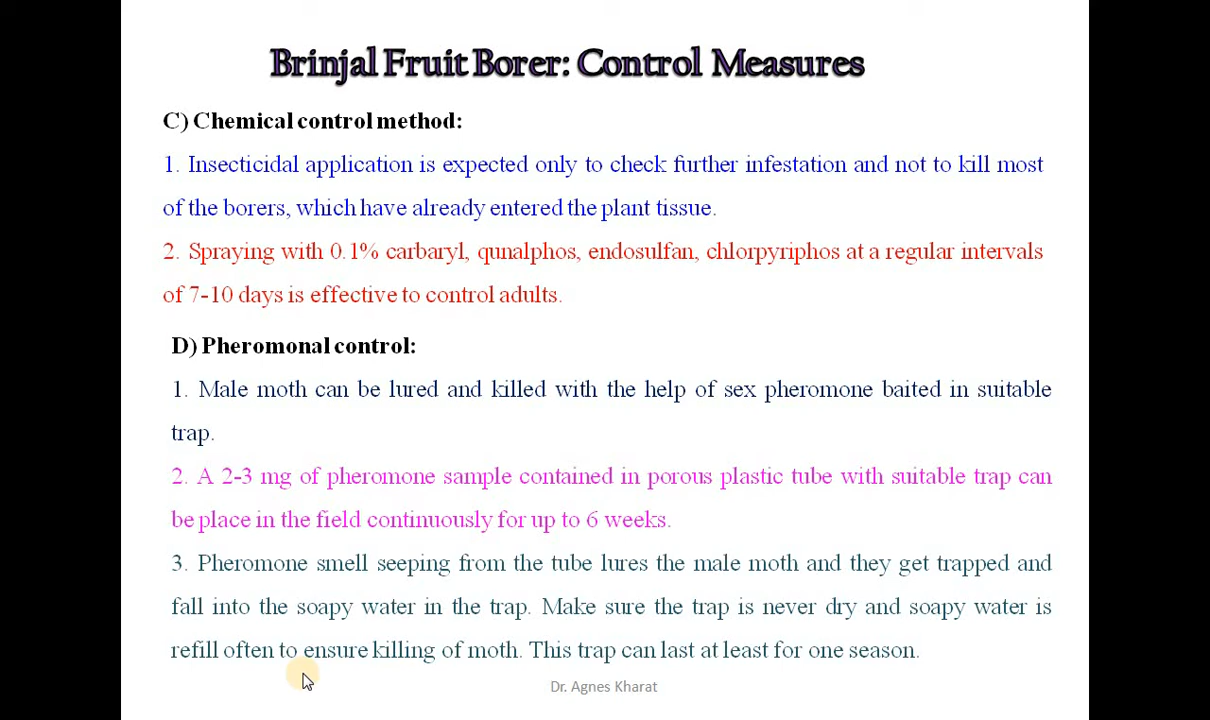 Brinjal Fruit Borer: Control Measures
C) Chemical control method:
1. Insecticidal application is expected only to check further infestation and not to kill most
of the borers, which have already entered the plant tissue.
2. Spraying with 0.1% carbaryl, qunalphos, endosulfan, chlorpyriphos at a regular intervals
of 7-10 days is effective to control adults.
D) Pheromonal control:
1. Male moth can be lured and killed with the help of sex pheromone baited in suitable
trap.
2. A 2-3 mg of pheromone sample contained in porous plastic tube with suitable trap can
be place in the field continuously for up to 6 weeks.
3. Pheromone smell seeping from the tube lures the male moth and they get trapped and
fall into the soapy water in the trap. Make sure the trap is never dry and soapy water is
refill often to ensure killing of moth. This trap can last at least for one season.
Dr. Agnes Kharat